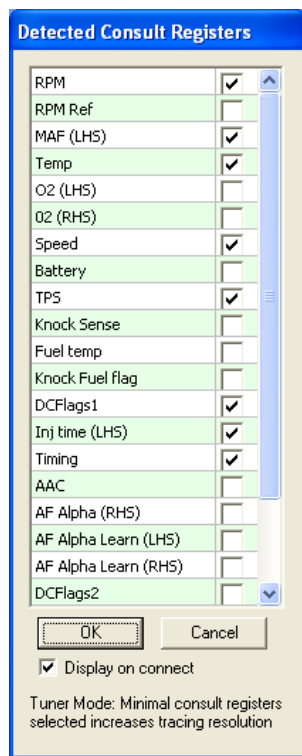 Detected Consult Registers
RPM
RPM Ref
MAF (LHS)
Temp
O2 (LHS)
02 (RHS)
Speed
Battery
TPS
Knock Sense
Fuel temp
Knock Fuel flag
DCFlags1
Inj time (LHS)
Timing
AAC
AF Alpha (RHS)
AF Alpha Learn (LHS)
AF Alpha Learn (RHS)
DCFlags2
OK Cancel
Display on connect
Tuner Mode: Minimal consult registers
selected increases tracing resolution